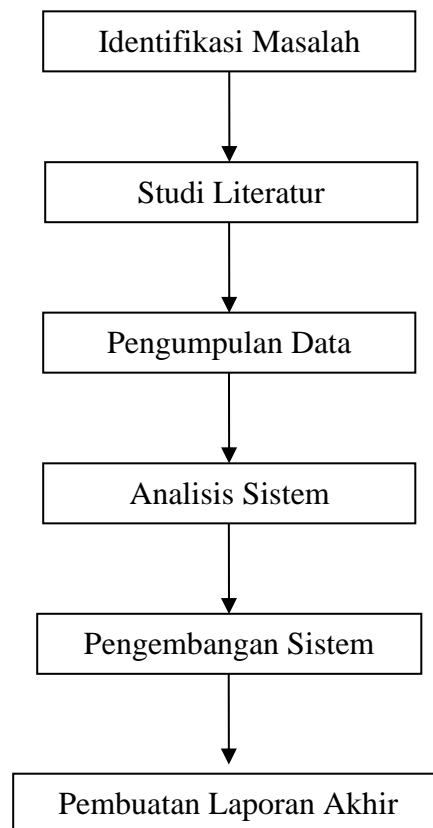 Identifikasi Masalah
Studi Literatur
Pengumpulan Data
Analisis Sistem
Pengembangan Sistem
Pembuatan Laporan Akhir